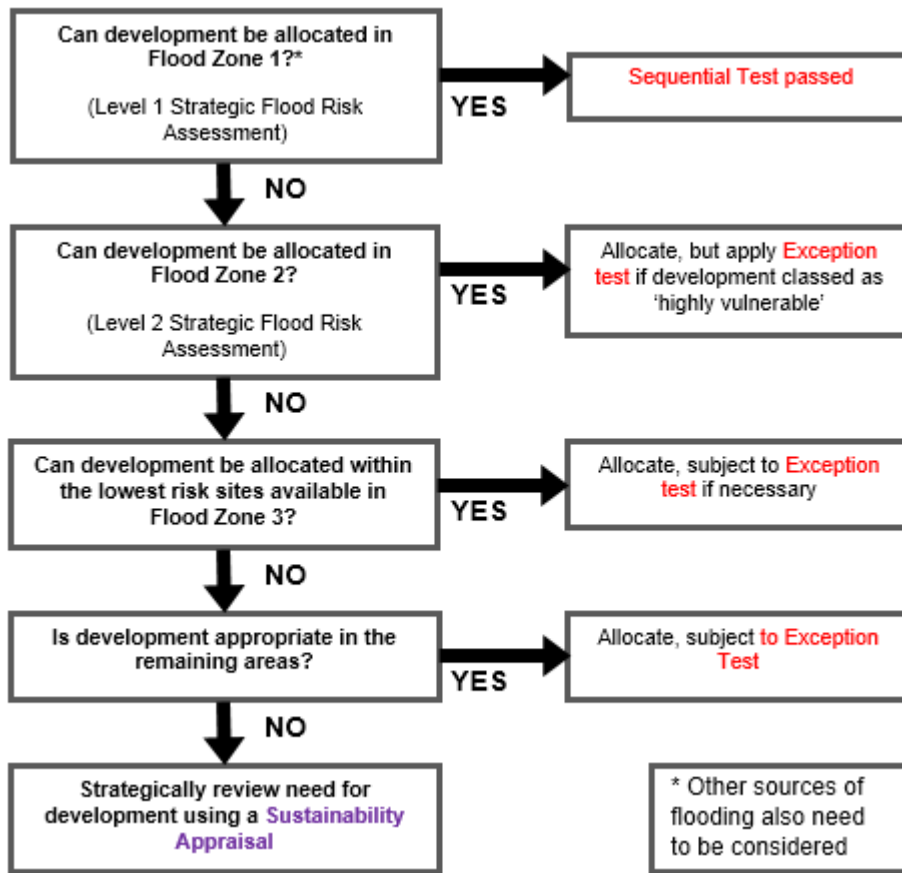 Can development be allocated in
Flood Zone 1?*
(Level 1 Strategic Flood Risk
Assessment)
YES
Sequential Test passed
NO
Can development be allocated in
Flood Zone 2?
(Level 2 Strategic Flood Risk
Assessment)
YES
Allocate, but apply Exception
test if development classed as
‘highly vulnerable’
NO
Can development be allocated within
the lowest risk sites available in
Flood Zone 3?
YES
Allocate, subject to Exception
test if necessary
NO
Is development appropriate in the
remaining areas?
YES
Allocate, subject to Exception
Test
NO
Strategically review need for
development using a Sustainability
Appraisal
* Other sources of
flooding also need
to be considered